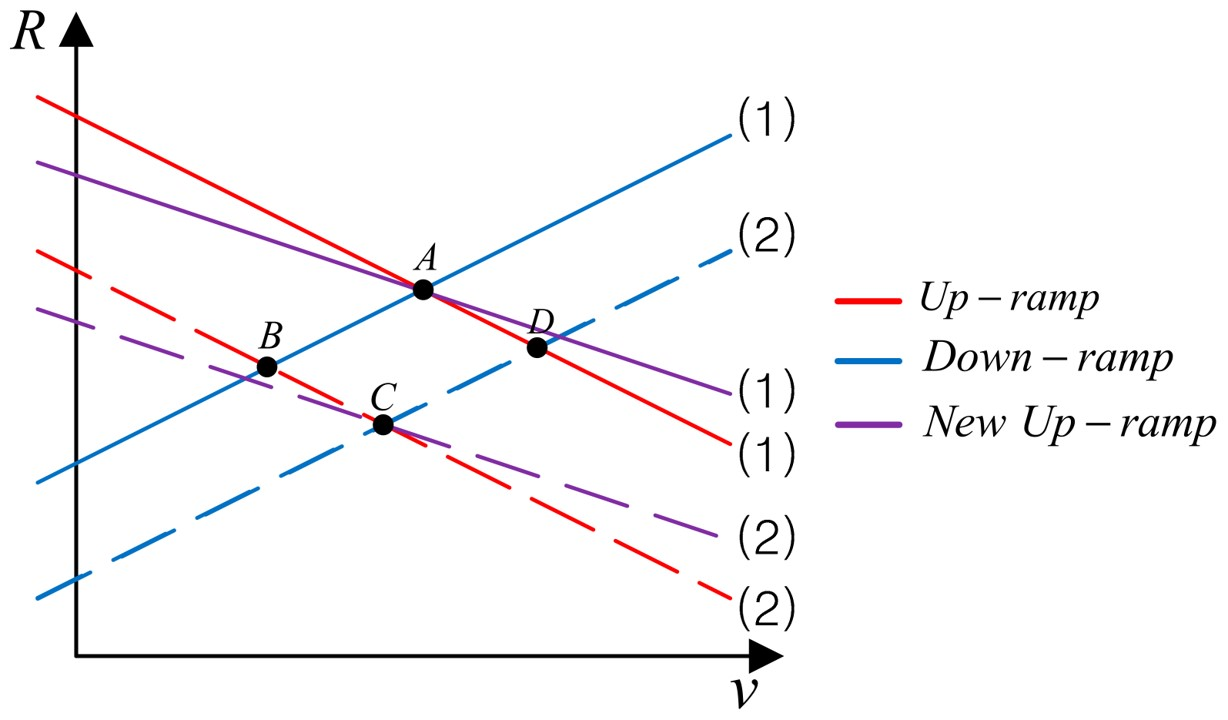 R
(1)
(2)
A
B
D
C
(1)
(1)
(2)
(2)
v
Up – ramp
Down – ramp
New Up – ramp